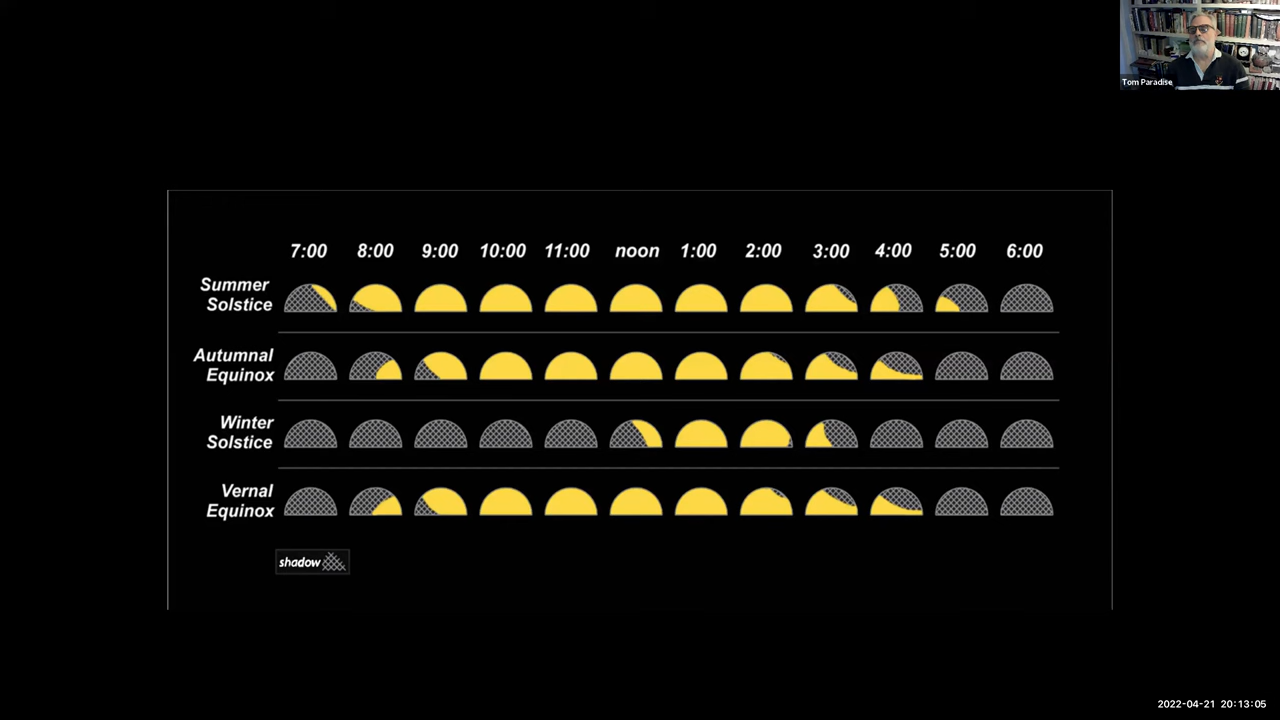 Tom Paradise
7:00 8:00 9:00 10:00 11:00 noon 1:00 2:00 3:00 4:00 5:00 6:00
Summer
Solstice
Autumnal
Equinox
Winter
Solstice
Vernal
Equinox
shadow
2022-04-21 20:13:05